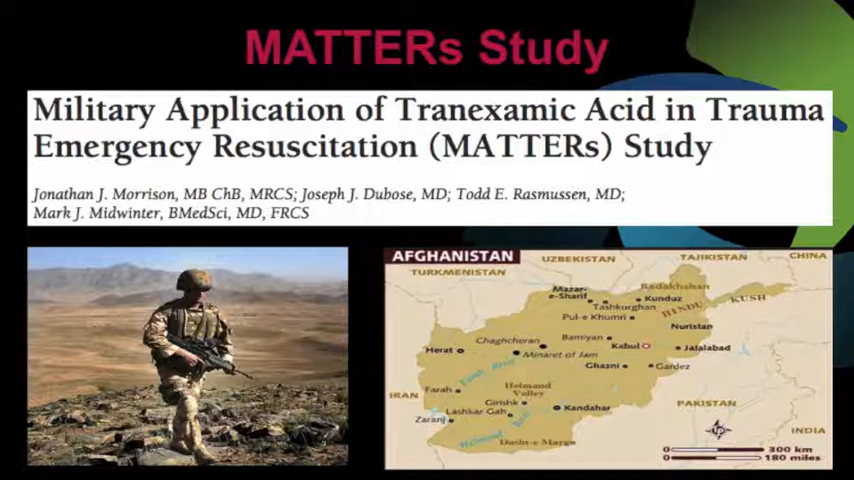 MATTERs Study
Military Application of Tranexamic Acid in Trauma
Emergency Resuscitation (MATTERs) Study
Jonathan J. Morrison, MB ChB, MRCS; Joseph J. Dubose, MD; Todd E. Rasmussen, MD;
Mark J. Midwinter, BMedSci, MD, FRCS
AFGHANISTAN
UZBEKISTAN
TAJIKISTAN
CHINA
TURKMENISTAN
Mazar-
e-Sharif
Badakhshan
Kunduz
Tashkurghan
HINDU KUSH
Pul-e Khumri
Nuristan
Chaghcheran
Bamiyan
Kabul
Jalalabad
Herat
Minaret of Jam
Ghazni
Gardez
Farah
Helmand
Valley
IRAN
Girishk
PAKISTAN
Lashkar Gah
Kandahar
Zaranj
INDIA
Dasht-e Margo
0 300 km
0 180 miles